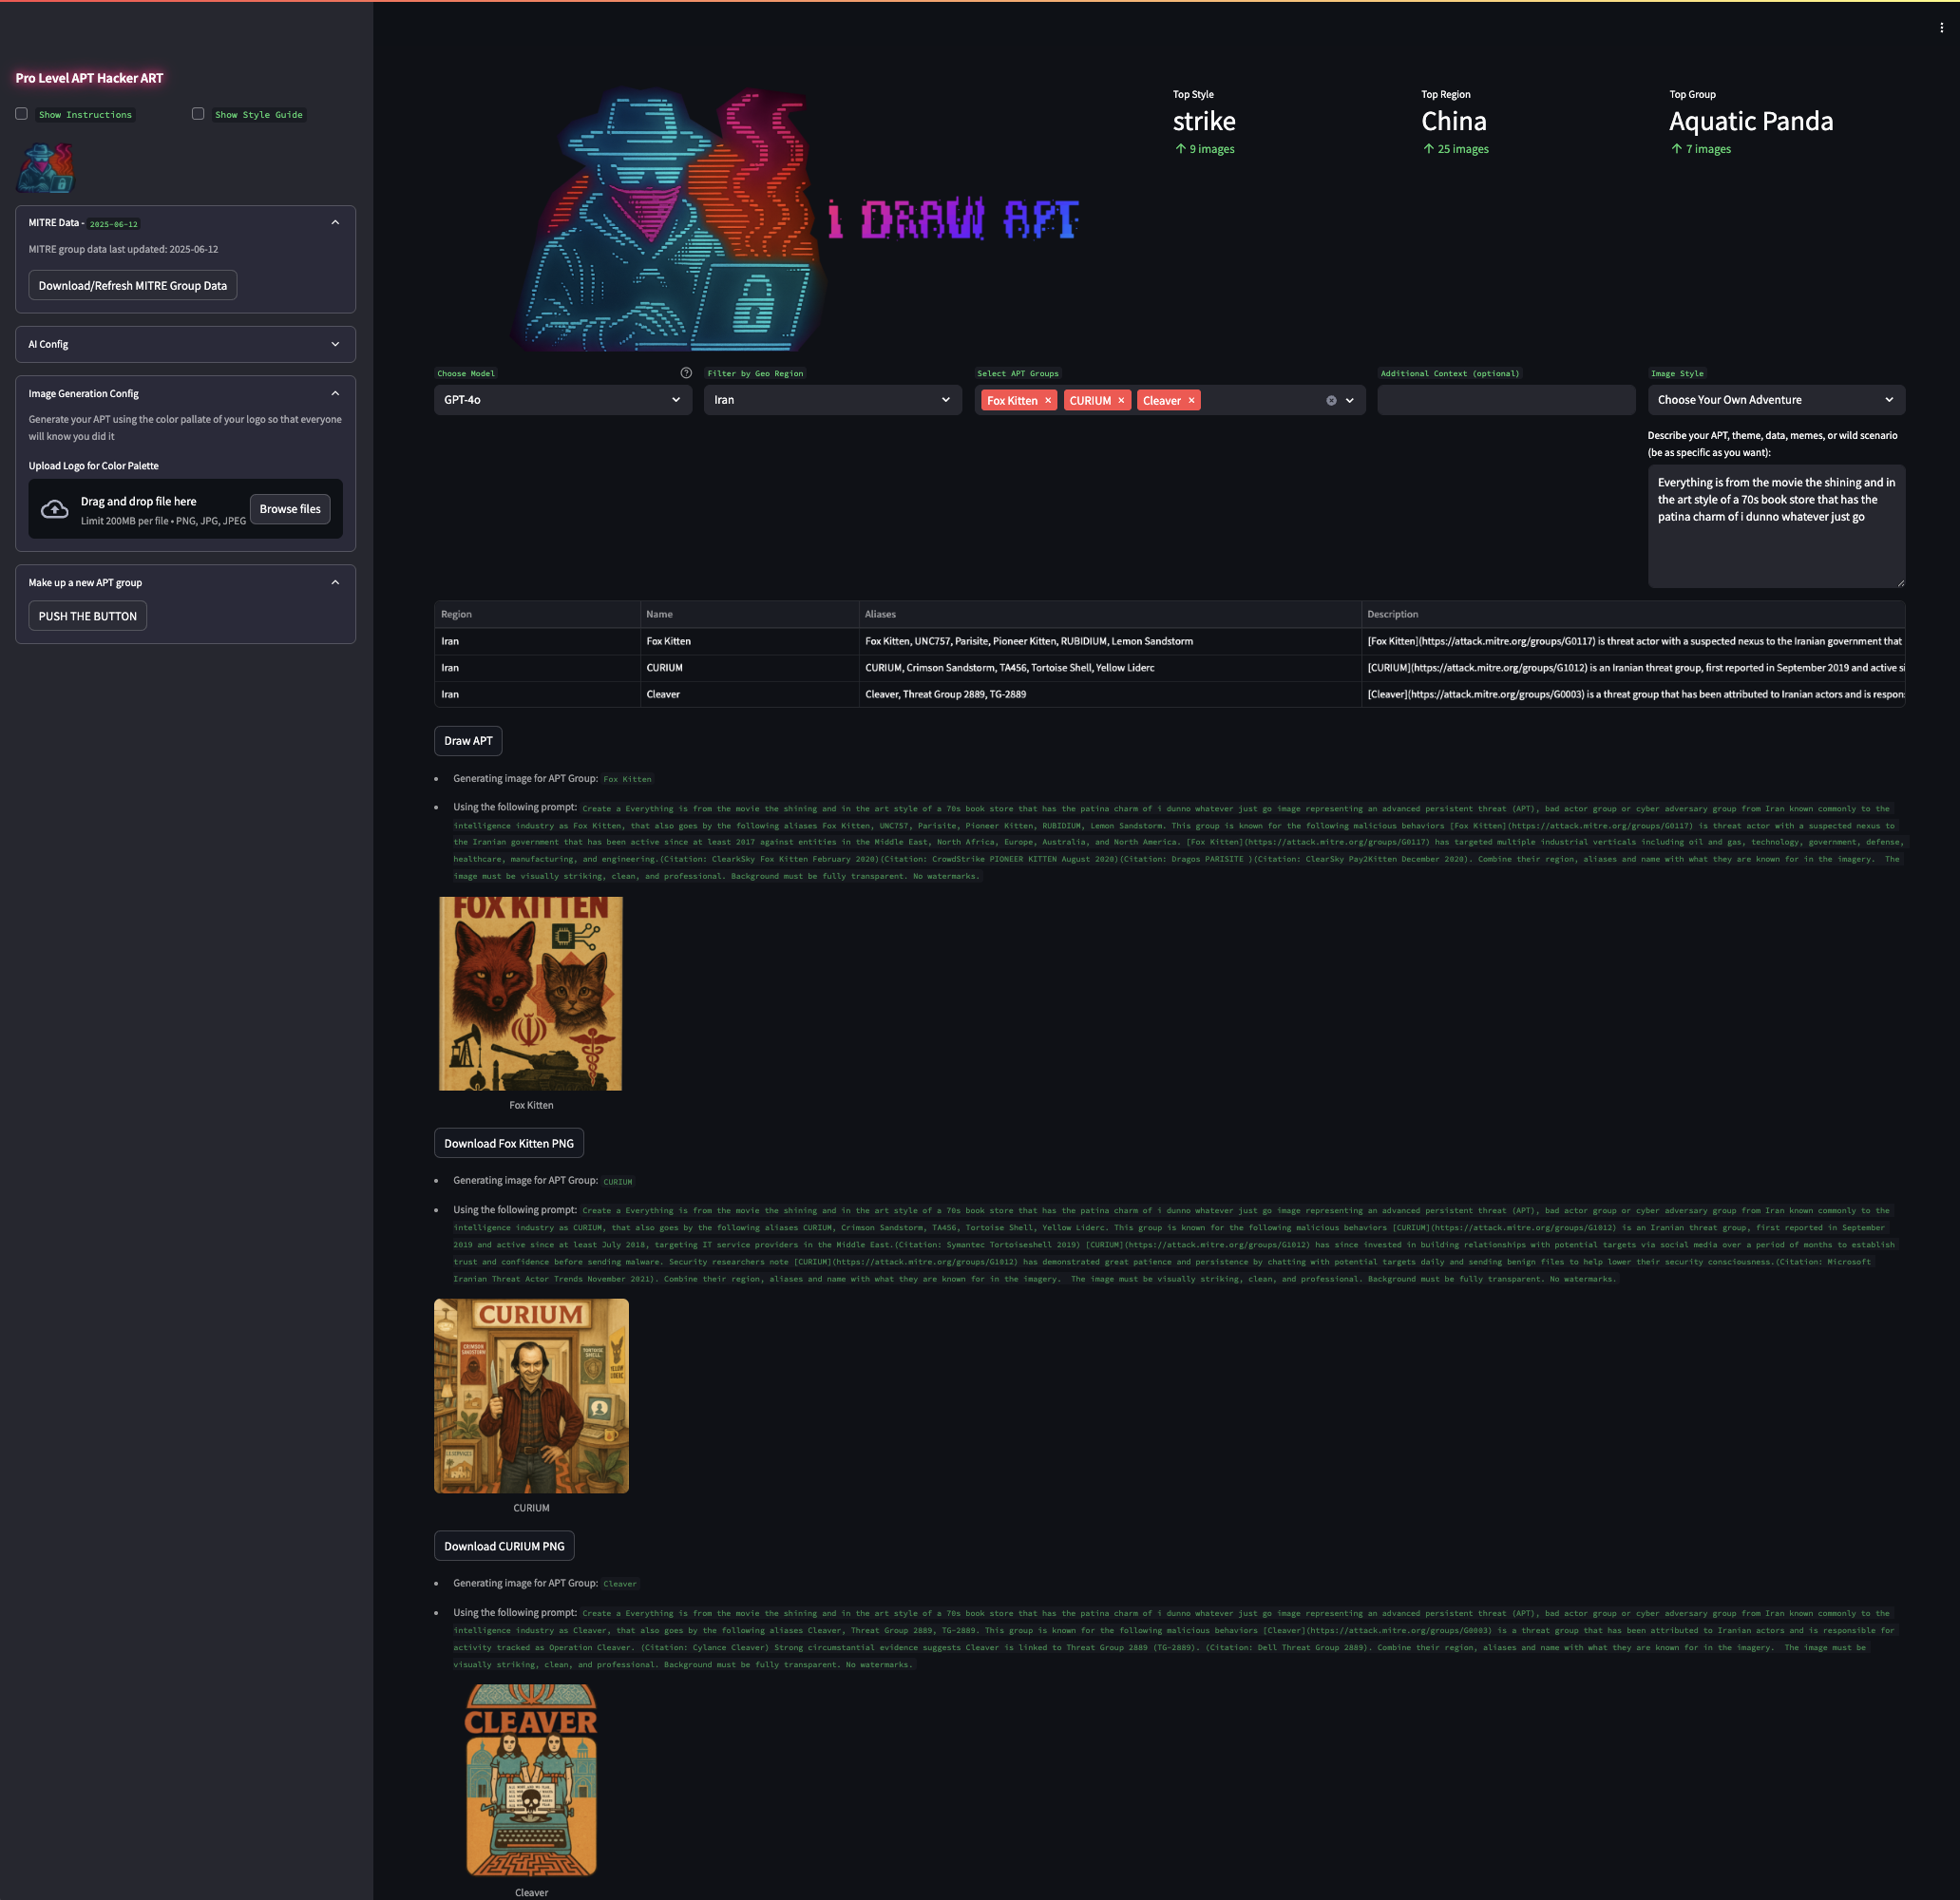 Pro Level APT Hacker ART
Show Instructions
Show Style Guide
MITRE Data - 2025-06-12
MITRE group data last updated: 2025-06-12
Download/Refresh MITRE Group Data
AI Config
Image Generation Config
Generate your APT using the color pallate of your logo so that everyone
will know you did it
Upload Logo for Color Palette
Drag and drop file here
Limit 200MB per file • PNG, JPG, JPEG
Browse files
Make up a new APT group
PUSH THE BUTTON
i DRAW APT
Top Style
strike
↑ 9 images
Top Region
China
↑ 25 images
Top Group
Aquatic Panda
↑ 7 images
Choose Model
GPT-4o
Filter by Geo Region
Iran
Select APT Groups
Fox Kitten ×
CURIUM ×
Cleaver ×
Additional Context (optional)
Image Style
Choose Your Own Adventure
Describe your APT, theme, data, memes, or wild scenario
(be as specific as you want):
Everything is from the movie the shining and in
the art style of a 70s book store that has the
patina charm of i dunno whatever just go
Region Name Aliases Description
Iran Fox Kitten Fox Kitten, UNC757, Parisite, Pioneer Kitten, RUBIDIUM, Lemon Sandstorm [Fox Kitten](https://attack.mitre.org/groups/G0117) is threat actor with a suspected nexus to the Iranian government that
Iran CURIUM CURIUM, Crimson Sandstorm, TA456, Tortoise Shell, Yellow Liderc [CURIUM](https://attack.mitre.org/groups/G1012) is an Iranian threat group, first reported in September 2019 and active si
Iran Cleaver Cleaver, Threat Group 2889, TG-2889 [Cleaver](https://attack.mitre.org/groups/G0003) is a threat group that has been attributed to Iranian actors and is respon
Draw APT
Generating image for APT Group: Fox Kitten
Using the following prompt: Create a Everything is from the movie the shining and in the art style of a 70s book store that has the patina charm of i dunno whatever just go image representing an advanced persistent threat (APT), bad actor group or cyber adversary group from Iran known commonly to the
intelligence industry as Fox Kitten, that also goes by the following aliases Fox Kitten, UNC757, Parisite, Pioneer Kitten, RUBIDIUM, Lemon Sandstorm. This group is known for the following malicious behaviors [Fox Kitten](https://attack.mitre.org/groups/G0117) is threat actor with a suspected nexus to
the Iranian government that has been active since at least 2017 against entities in the Middle East, North Africa, Europe, Australia, and North America. [Fox Kitten](https://attack.mitre.org/groups/G0117) has targeted multiple industrial verticals including oil and gas, technology, government, defense,
healthcare, manufacturing, and engineering.(Citation: ClearkSky Fox Kitten February 2020)(Citation: CrowdStrike PIONEER KITTEN August 2020)(Citation: Dragos PARISITE )(Citation: ClearSky Pay2Kitten December 2020). Combine their region, aliases and name with what they are known for in the imagery. The
image must be visually striking, clean, and professional. Background must be fully transparent. No watermarks.
FOX KITTEN
Fox Kitten
Download Fox Kitten PNG
Generating image for APT Group: CURIUM
Using the following prompt: Create a Everything is from the movie the shining and in the art style of a 70s book store that has the patina charm of i dunno whatever just go image representing an advanced persistent threat (APT), bad actor group or cyber adversary group from Iran known commonly to the
intelligence industry as CURIUM, that also goes by the following aliases CURIUM, Crimson Sandstorm, TA456, Tortoise Shell, Yellow Liderc. This group is known for the following malicious behaviors [CURIUM](https://attack.mitre.org/groups/G1012) is an Iranian threat group, first reported in September
2019 and active since at least July 2018, targeting IT service providers in the Middle East.(Citation: Symantec Tortoiseshell 2019) [CURIUM](https://attack.mitre.org/groups/G1012) has since invested in building relationships with potential targets via social media over a period of months to establish
trust and confidence before sending malware. Security researchers note [CURIUM](https://attack.mitre.org/groups/G1012) has demonstrated great patience and persistence by chatting with potential targets daily and sending benign files to help lower their security consciousness.(Citation: Microsoft
Iranian Threat Actor Trends November 2021). Combine their region, aliases and name with what they are known for in the imagery. The image must be visually striking, clean, and professional. Background must be fully transparent. No watermarks.
CURIUM
CRIMSON
SANDSTORM
TORTOISE
SHELL
YELLOW
LIDERC
CURIUM
Download CURIUM PNG
Generating image for APT Group: Cleaver
Using the following prompt: Create a Everything is from the movie the shining and in the art style of a 70s book store that has the patina charm of i dunno whatever just go image representing an advanced persistent threat (APT), bad actor group or cyber adversary group from Iran known commonly to the
intelligence industry as Cleaver, that also goes by the following aliases Cleaver, Threat Group 2889, TG-2889. This group is known for the following malicious behaviors [Cleaver](https://attack.mitre.org/groups/G0003) is a threat group that has been attributed to Iranian actors and is responsible for
activity tracked as Operation Cleaver. (Citation: Cylance Cleaver) Strong circumstantial evidence suggests Cleaver is linked to Threat Group 2889 (TG-2889). (Citation: Dell Threat Group 2889). Combine their region, aliases and name with what they are known for in the imagery. The image must be
visually striking, clean, and professional. Background must be fully transparent. No watermarks.
CLEAVER
Cleaver